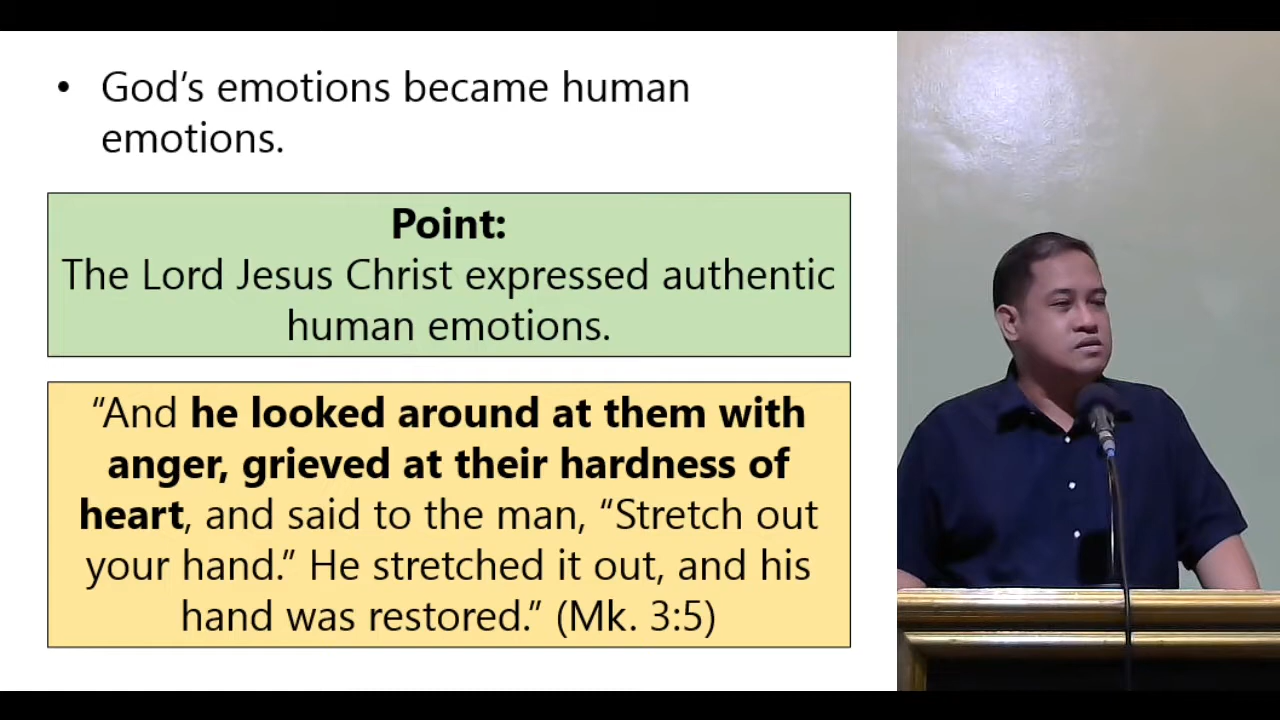 • God’s emotions became human
emotions.
Point:
The Lord Jesus Christ expressed authentic
human emotions.
“And he looked around at them with
anger, grieved at their hardness of
heart, and said to the man, “Stretch out
your hand.” He stretched it out, and his
hand was restored.” (Mk. 3:5)